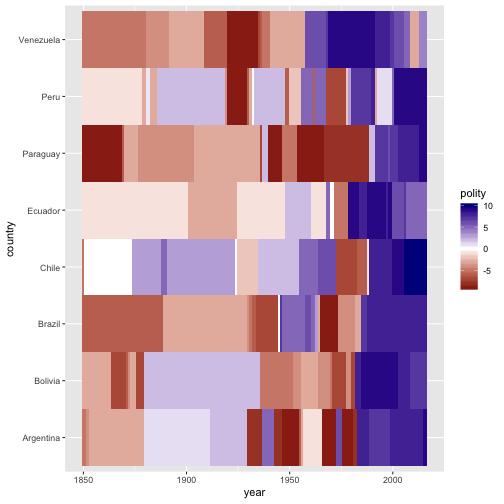 Venezuela
Peru
Paraguay
Ecuador
Chile
Brazil
Bolivia
Argentina
country
1850 1900 1950 2000
year
polity
10
5
0
-5